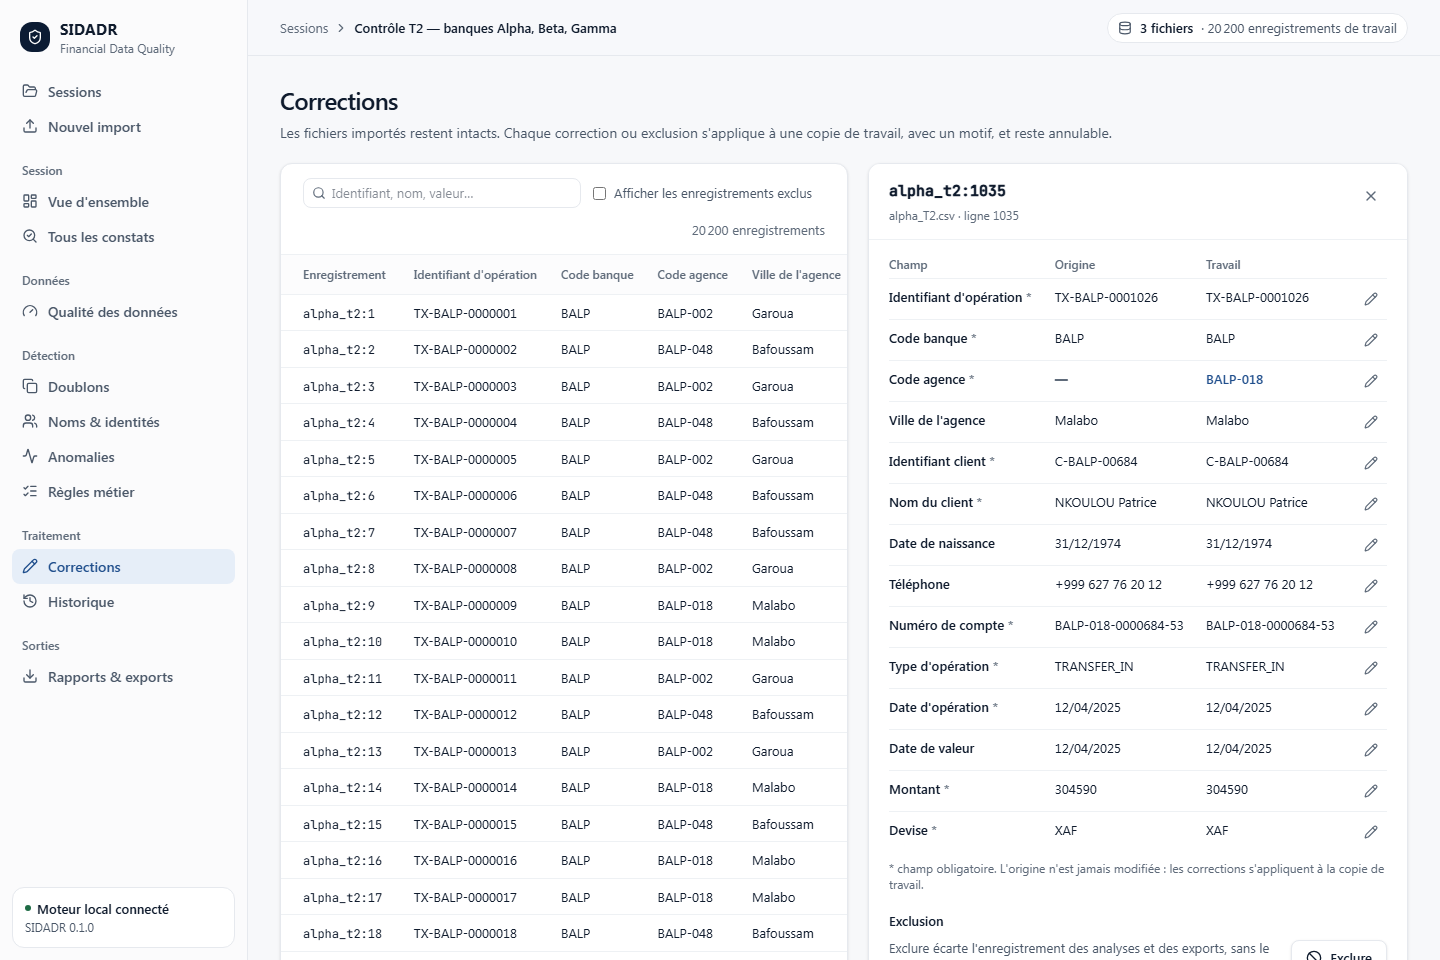 SIDADR
Financial Data Quality
Sessions
Nouvel import
Session
Vue d'ensemble
Tous les constats
Données
Qualité des données
Détection
Doublons
Noms & identités
Anomalies
Règles métier
Traitement
Corrections
Historique
Sorties
Rapports & exports
Moteur local connecté
SIDADR 0.1.0
Sessions > Contrôle T2 — banques Alpha, Beta, Gamma
3 fichiers · 20 200 enregistrements de travail
Corrections
Les fichiers importés restent intacts. Chaque correction ou exclusion s'applique à une copie de travail, avec un motif, et reste annulable.
Identifiant, nom, valeur... Afficher les enregistrements exclus
20 200 enregistrements
Enregistrement Identifiant d'opération Code banque Code agence Ville de l'agence
alpha_t2:1 TX-BALP-0000001 BALP BALP-002 Garoua
alpha_t2:2 TX-BALP-0000002 BALP BALP-048 Bafoussam
alpha_t2:3 TX-BALP-0000003 BALP BALP-002 Garoua
alpha_t2:4 TX-BALP-0000004 BALP BALP-048 Bafoussam
alpha_t2:5 TX-BALP-0000005 BALP BALP-002 Garoua
alpha_t2:6 TX-BALP-0000006 BALP BALP-048 Bafoussam
alpha_t2:7 TX-BALP-0000007 BALP BALP-048 Bafoussam
alpha_t2:8 TX-BALP-0000008 BALP BALP-002 Garoua
alpha_t2:9 TX-BALP-0000009 BALP BALP-018 Malabo
alpha_t2:10 TX-BALP-0000010 BALP BALP-018 Malabo
alpha_t2:11 TX-BALP-0000011 BALP BALP-002 Garoua
alpha_t2:12 TX-BALP-0000012 BALP BALP-048 Bafoussam
alpha_t2:13 TX-BALP-0000013 BALP BALP-002 Garoua
alpha_t2:14 TX-BALP-0000014 BALP BALP-018 Malabo
alpha_t2:15 TX-BALP-0000015 BALP BALP-048 Bafoussam
alpha_t2:16 TX-BALP-0000016 BALP BALP-018 Malabo
alpha_t2:17 TX-BALP-0000017 BALP BALP-018 Malabo
alpha_t2:18 TX-BALP-0000018 BALP BALP-048 Bafoussam
alpha_t2:1035
alpha_T2.csv · ligne 1035
Champ Origine Travail
Identifiant d'opération * TX-BALP-0001026 TX-BALP-0001026
Code banque * BALP BALP
Code agence * — BALP-018
Ville de l'agence Malabo Malabo
Identifiant client * C-BALP-00684 C-BALP-00684
Nom du client * NKOULOU Patrice NKOULOU Patrice
Date de naissance 31/12/1974 31/12/1974
Téléphone +999 627 76 20 12 +999 627 76 20 12
Numéro de compte * BALP-018-0000684-53 BALP-018-0000684-53
Type d'opération * TRANSFER_IN TRANSFER_IN
Date d'opération * 12/04/2025 12/04/2025
Date de valeur 12/04/2025 12/04/2025
Montant * 304590 304590
Devise * XAF XAF
* champ obligatoire. L'origine n'est jamais modifiée : les corrections s'appliquent à la copie de
travail.
Exclusion
Exclure écarte l'enregistrement des analyses et des exports, sans le
Exclure